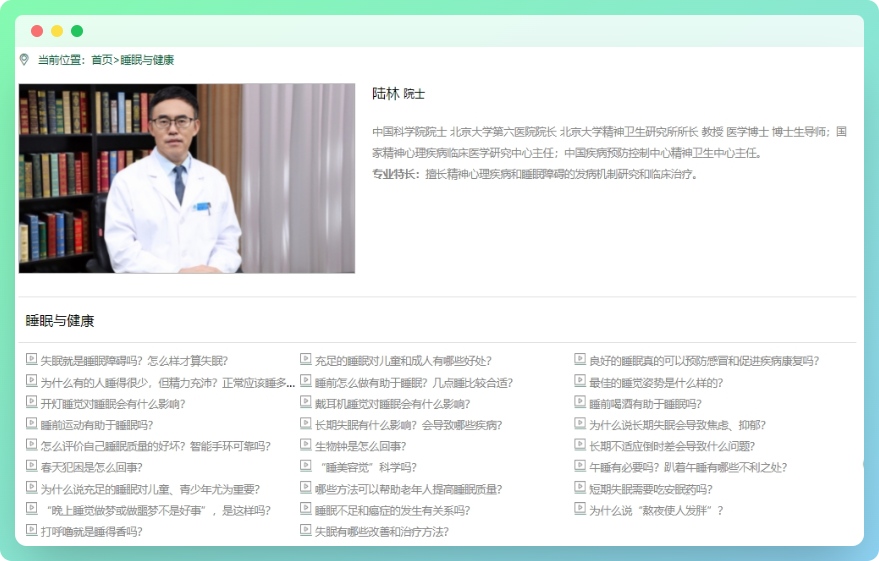 当前位置：首页>睡眠与健康
陆林 院士
中国科学院院士 北京大学第六医院院长 北京大学精神卫生研究所所长 教授 医学博士 博士生导师；国
家精神心理疾病临床医学研究中心主任；中国疾病预防控制中心精神卫生中心主任。
专业特长：擅长精神心理疾病和睡眠障碍的发病机制研究和临床治疗。
睡眠与健康
失眠就是睡眠障碍吗？怎么样才算失眠？
充足的睡眠对儿童和成人有哪些好处？
良好的睡眠真的可以预防感冒和促进疾病康复吗？
为什么有的人睡得很少，但精力充沛？正常应该睡多...
睡前怎么做有助于睡眠？几点睡比较合适？
最佳的睡觉姿势是什么样的？
开灯睡觉对睡眠会有什么影响？
戴耳机睡觉对睡眠会有什么影响？
睡前喝酒有助于睡眠吗？
睡前运动有助于睡眠吗？
长期失眠有什么影响？会导致哪些疾病？
为什么说长期失眠会导致焦虑、抑郁？
怎么评价自己睡眠质量的好坏？智能手环可靠吗？
生物钟是怎么回事？
长期不适应倒时差会导致什么问题？
春天犯困是怎么回事？
“睡美容觉”科学吗？
午睡有必要吗？趴着午睡有哪些不利之处？
为什么说充足的睡眠对儿童、青少年尤为重要？
哪些方法可以帮助老年人提高睡眠质量？
短期失眠需要吃安眠药吗？
“晚上睡觉做梦或做噩梦不是好事”，是这样吗？
睡眠不足和癌症的发生有关系吗？
为什么说“熬夜使人发胖”？
打呼噜就是睡得香吗？
失眠有哪些改善和治疗方法？